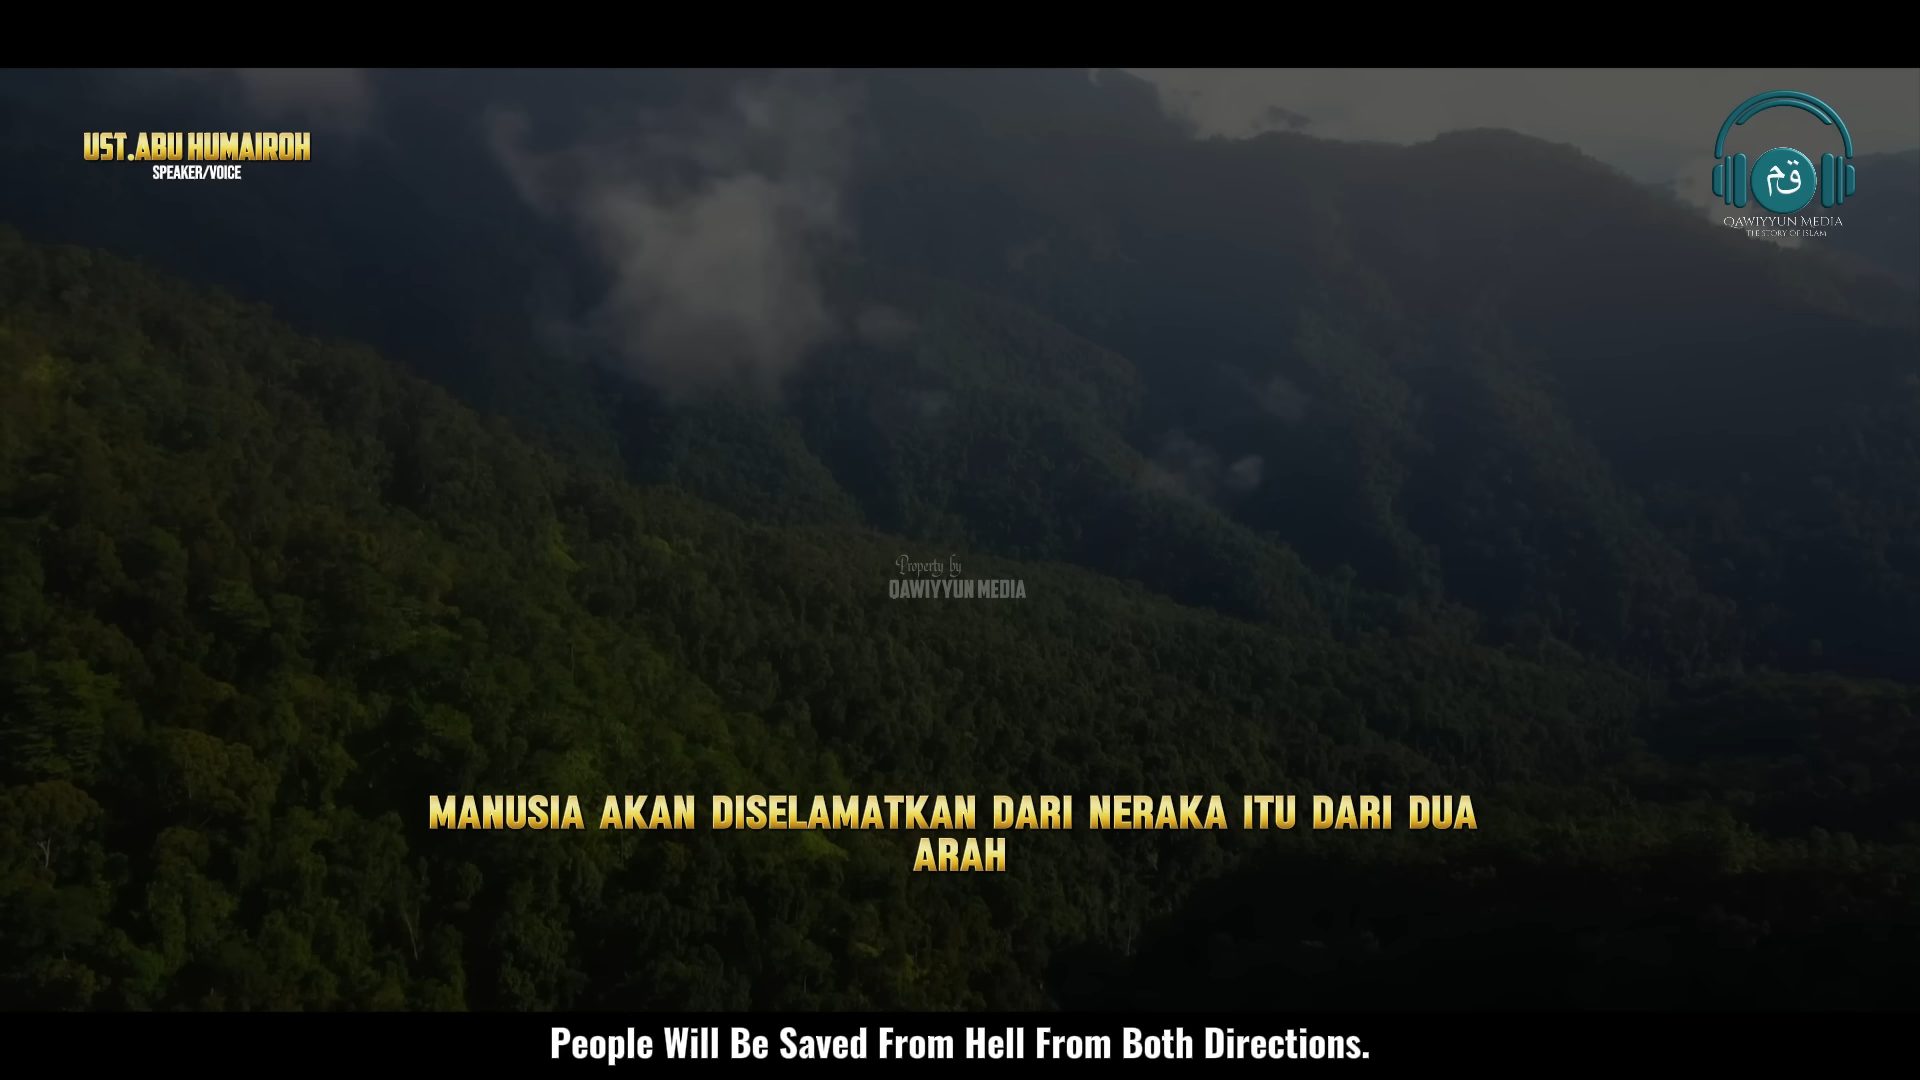 UST.ABU HUMAIROH
SPEAKER/VOICE
قم
QAWIYYUN MEDIA
THE STORY OF ISLAM
Property by
QAWIYYUN MEDIA
MANUSIA AKAN DISELAMATKAN DARI NERAKA ITU DARI DUA
ARAH
People Will Be Saved From Hell From Both Directions.